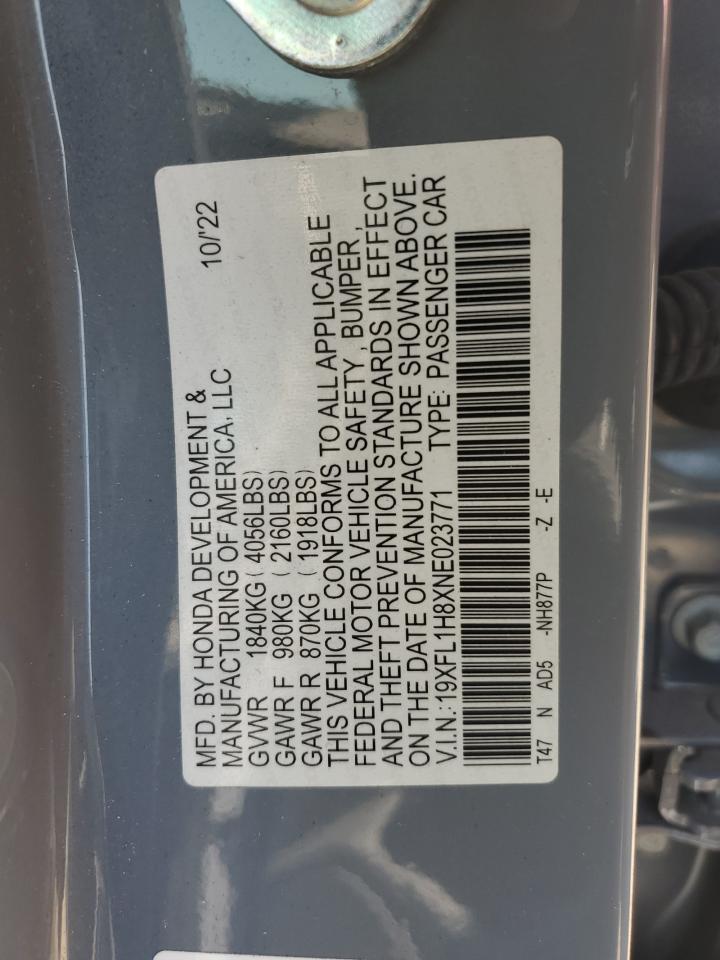 MFD. BY HONDA DEVELOPMENT &
MANUFACTURING OF AMERICA, LLC 10/'22
GVWR 1840KG (4056LBS)
GAWR F 980KG (2160LBS)
GAWR R 870KG (1918LBS)
THIS VEHICLE CONFORMS TO ALL APPLICABLE
FEDERAL MOTOR VEHICLE SAFETY, BUMPER,
AND THEFT PREVENTION STANDARDS IN EFFECT
ON THE DATE OF MANUFACTURE SHOWN ABOVE.
V.I.N.:19XFL1H8XNE023771 TYPE: PASSENGER CAR
T47 N AD5 -NH877P -Z -E